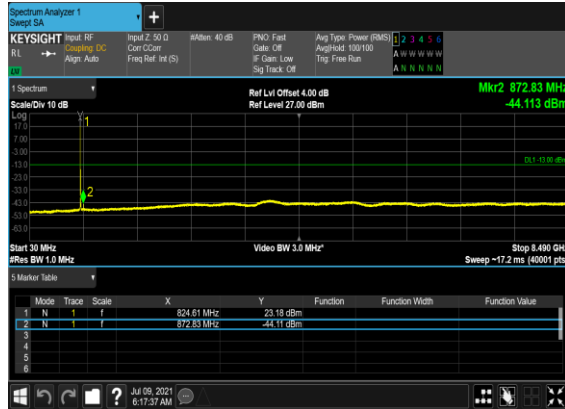 Spectrum Analyzer 1
Swept SA
+
KEYSIGHT
RL
Input: RF
Coupling: DC
Align: Auto
Input Z: 50 Ω
Corr CCorr
Freq Ref: Int (S)
#Atten: 40 dB
PNO: Fast
Gate: Off
IF Gain: Low
Sig Track: Off
Avg Type: Power (RMS)
Avg|Hold: 100/100
Trig: Free Run
1 2 3 4 5 6
A W W W W W
A N N N N N
1 Spectrum
Scale/Div 10 dB
Ref Lvl Offset 4.00 dB
Ref Level 27.00 dBm
Mkr2 872.83 MHz
-44.113 dBm
Log
17.0
7.00
-3.00
-13.0
-23.0
-33.0
-43.0
-53.0
-63.0
1
2
DL1 -13.00 dBm
Start 30 MHz
#Res BW 1.0 MHz
Video BW 3.0 MHz*
Stop 8.490 GHz
Sweep ~17.2 ms (40001 pts)
5 Marker Table
Mode Trace Scale X Y Function Function Width Function Value
1 N 1 f 824.61 MHz 23.18 dBm
2 N 1 f 872.83 MHz -44.11 dBm
3
4
5
6
?
Jul 09, 2021
6:17:37 AM